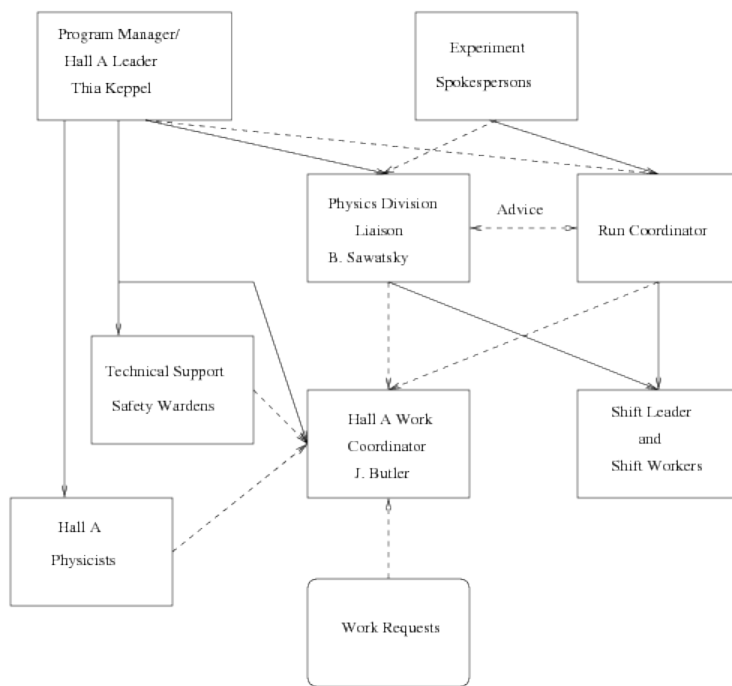 Program Manager/
Hall A Leader
Thia Keppel
Experiment
Spokespersons
Physics Division
Liaison
B. Sawatsky
Advice
Run Coordinator
Technical Support
Safety Wardens
Hall A Work
Coordinator
J. Butler
Shift Leader
and
Shift Workers
Hall A
Physicists
Work Requests